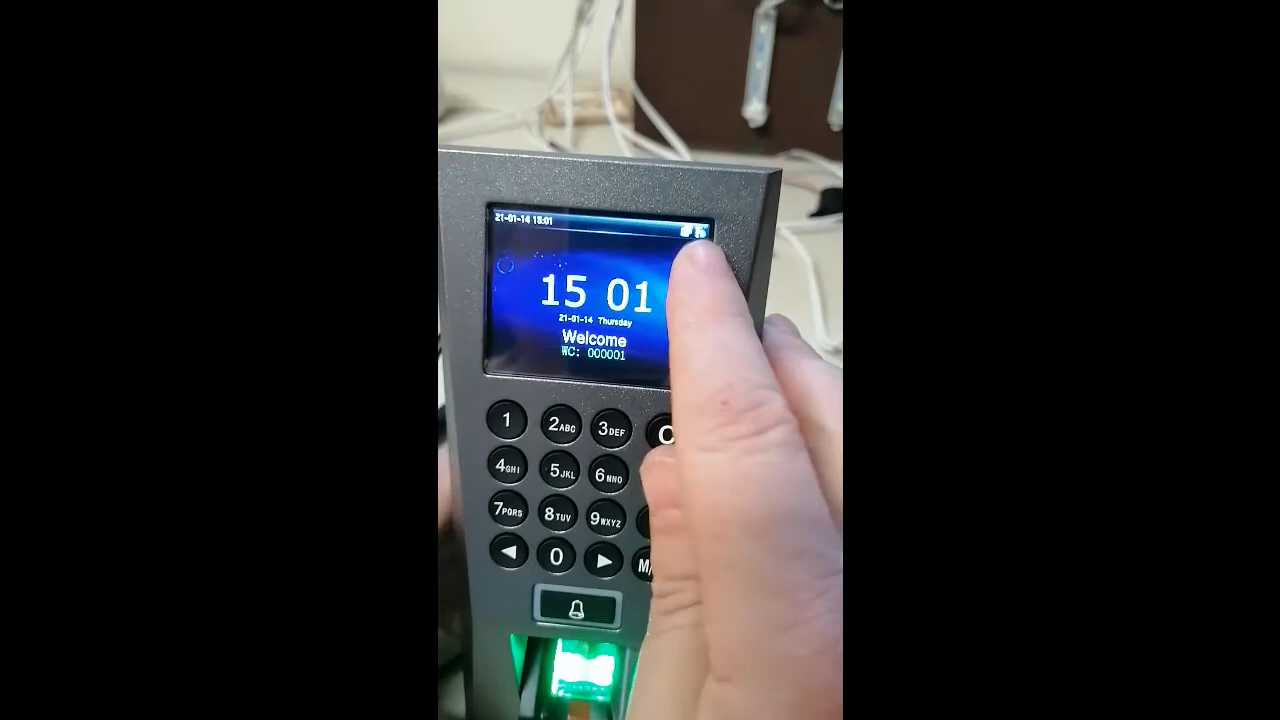 21-01-14 15:01
15 01
21-01-14 Thursday
Welcome
WC: 000001
1 2ABC 3DEF C
4GHI 5JKL 6MNO
7PQRS 8TUV 9WXYZ
0 M/